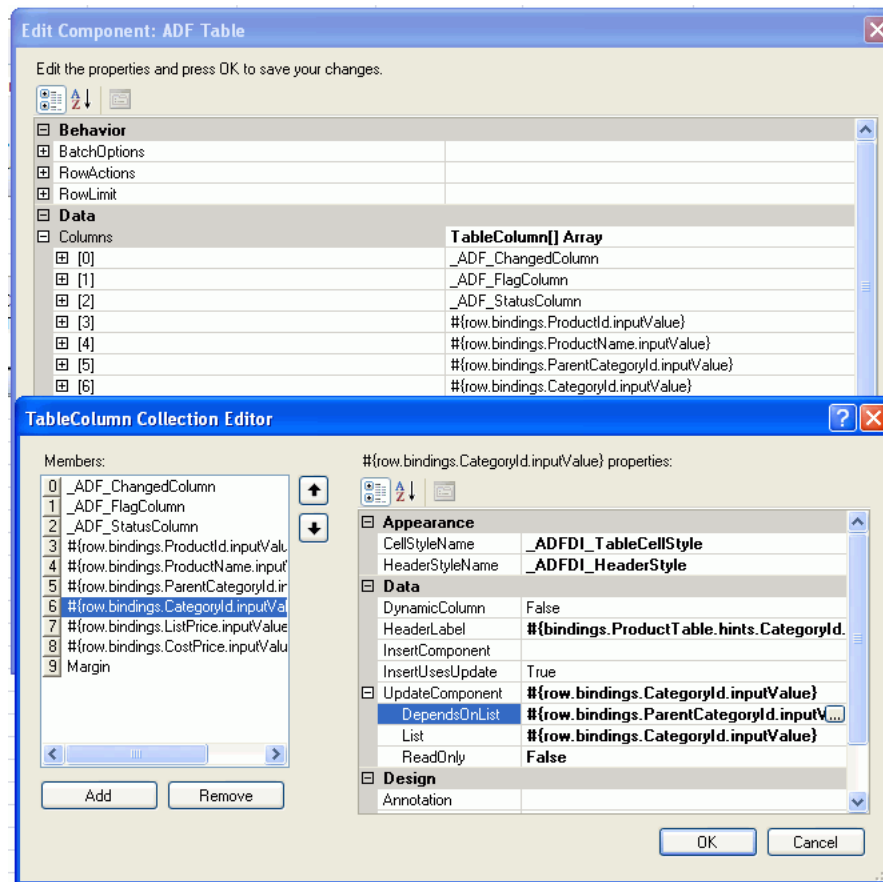 Edit Component: ADF Table
Edit the properties and press OK to save your changes.
Behavior
BatchOptions
RowActions
RowLimit
Data
Columns TableColumn[] Array
[0] _ADF_ChangedColumn
[1] _ADF_FlagColumn
[2] _ADF_StatusColumn
[3] #{row.bindings.ProductId.inputValue}
[4] #{row.bindings.ProductName.inputValue}
[5] #{row.bindings.ParentCategoryId.inputValue}
[6] #{row.bindings.CategoryId.inputValue}
TableColumn Collection Editor
Members:
0 _ADF_ChangedColumn
1 _ADF_FlagColumn
2 _ADF_StatusColumn
3 #{row.bindings.ProductId.inputValu
4 #{row.bindings.ProductName.input
5 #{row.bindings.ParentCategoryId.in
6 #{row.bindings.CategoryId.inputVal
7 #{row.bindings.ListPrice.inputValue
8 #{row.bindings.CostPrice.inputValu
9 Margin
Add Remove
#{row.bindings.CategoryId.inputValue} properties:
Appearance
CellStyleName _ADFDI_TableCellStyle
HeaderStyleName _ADFDI_HeaderStyle
Data
DynamicColumn False
HeaderLabel #{bindings.ProductTable.hints.CategoryId.
InsertComponent
InsertUsesUpdate True
UpdateComponent #{row.bindings.CategoryId.inputValue}
DependsOnList #{row.bindings.ParentCategoryId.inputV...
List #{row.bindings.CategoryId.inputValue}
ReadOnly False
Design
Annotation
OK Cancel